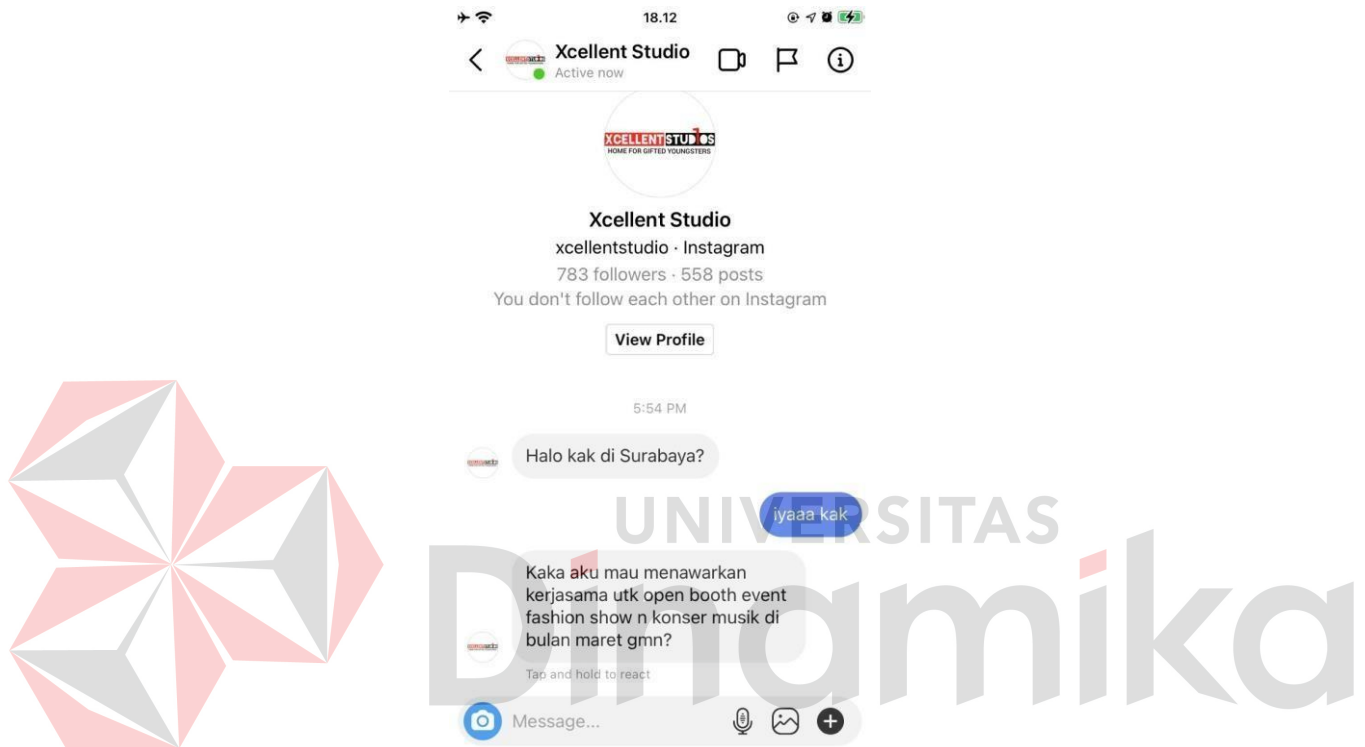 18.12
Xcellent Studio
Active now
XCELLENT STUD1OS
HOME FOR GIFTED YOUNGSTERS
Xcellent Studio
xcellentstudio · Instagram
783 followers · 558 posts
You don't follow each other on Instagram
View Profile
5:54 PM
Halo kak di Surabaya?
iyaaa kak
UNIVERSITAS
Dinamika
Kaka aku mau menawarkan
kerjasama utk open booth event
fashion show n konser musik di
bulan maret gmn?
Tap and hold to react
Message...